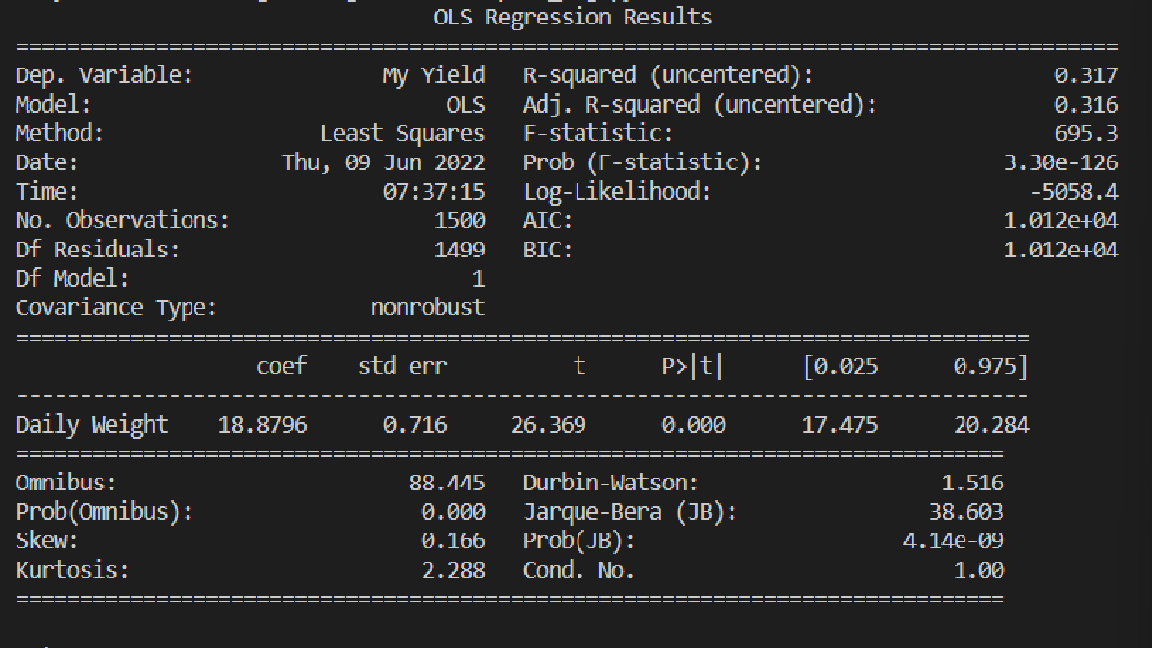 OLS Regression Results
==============================================================================
Dep. Variable: My Yield R-squared (uncentered): 0.317
Model: OLS Adj. R-squared (uncentered): 0.316
Method: Least Squares F-statistic: 695.3
Date: Thu, 09 Jun 2022 Prob (F-statistic): 3.30e-126
Time: 07:37:15 Log-Likelihood: -5058.4
No. Observations: 1500 AIC: 1.012e+04
Df Residuals: 1499 BIC: 1.012e+04
Df Model: 1
Covariance Type: nonrobust
==============================================================================
coef std err t P>|t| [0.025 0.975]
------------------------------------------------------------------------------
Daily Weight 18.8796 0.716 26.369 0.000 17.475 20.284
==============================================================================
Omnibus: 88.445 Durbin-Watson: 1.516
Prob(Omnibus): 0.000 Jarque-Bera (JB): 38.603
Skew: 0.166 Prob(JB): 4.14e-09
Kurtosis: 2.288 Cond. No. 1.00
==============================================================================